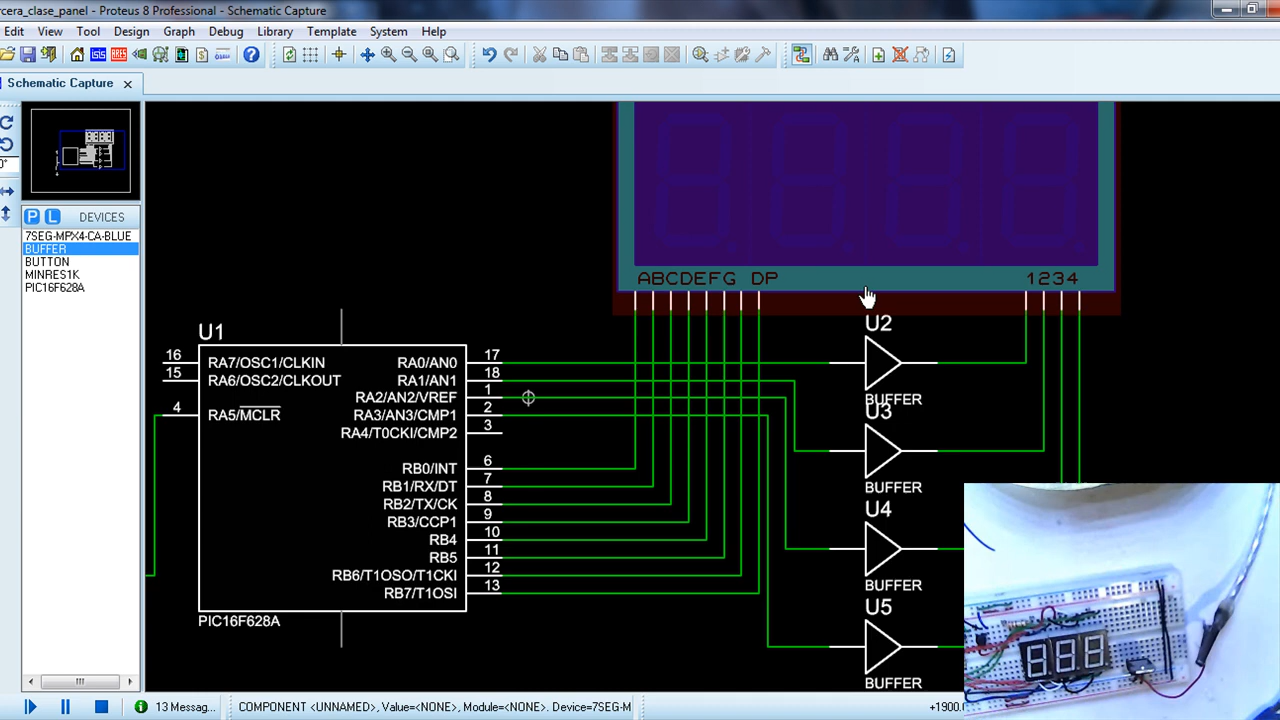 rcera_clase_panel - Proteus 8 Professional - Schematic Capture
Edit View Tool Design Graph Debug Library Template System Help
Schematic Capture
0°
P L DEVICES
7SEG-MPX4-CA-BLUE
BUFFER
BUTTON
MINRES1K
PIC16F628A
ABCDEFG DP
1234
U1
16 RA7/OSC1/CLKIN
15 RA6/OSC2/CLKOUT
4 RA5/MCLR
RA0/AN0 17
RA1/AN1 18
RA2/AN2/VREF 1
RA3/AN3/CMP1 2
RA4/T0CKI/CMP2 3
RB0/INT 6
RB1/RX/DT 7
RB2/TX/CK 8
RB3/CCP1 9
RB4 10
RB5 11
RB6/T1OSO/T1CKI 12
RB7/T1OSI 13
PIC16F628A
U2
BUFFER
U3
BUFFER
U4
BUFFER
U5
BUFFER
13 Messag... COMPONENT <UNNAMED>, Value=<NONE>, Module=<NONE>. Device=7SEG-M +1900.0